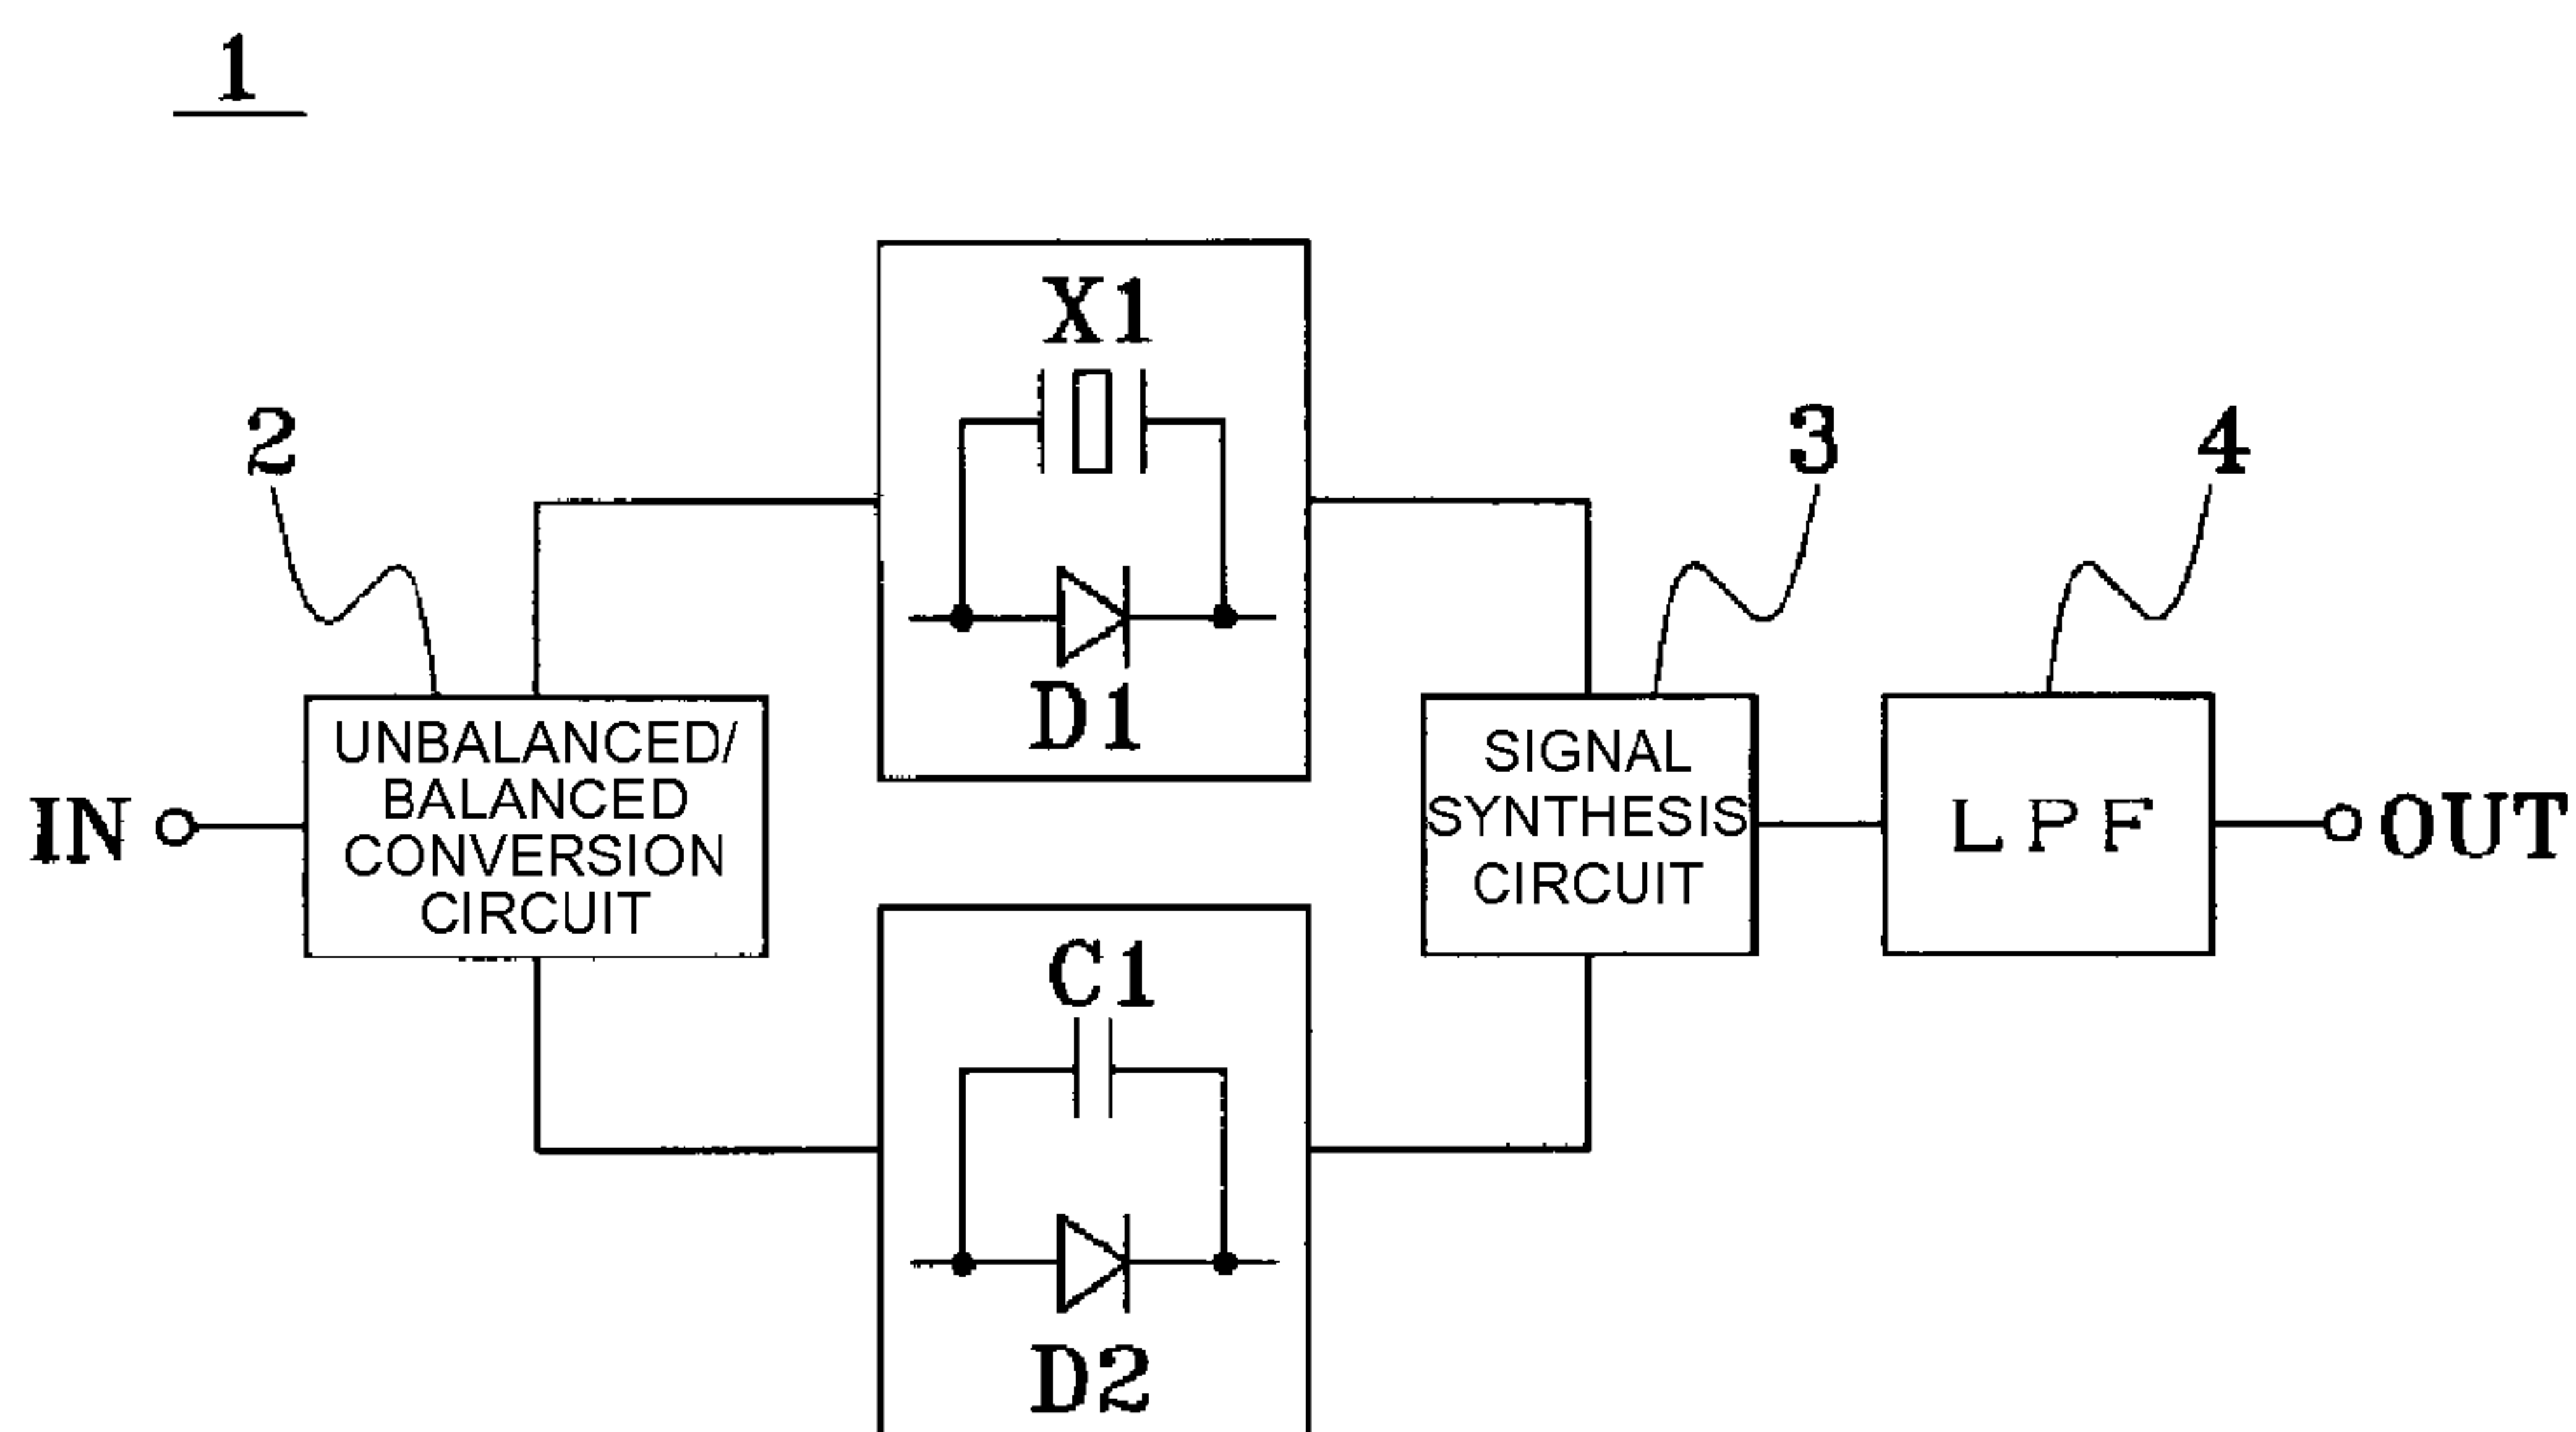 1
X1
2
3
4
D1
UNBALANCED/
BALANCED
CONVERSION
CIRCUIT
SIGNAL
SYNTHESIS
CIRCUIT
IN
LPF
OUT
C1
D2